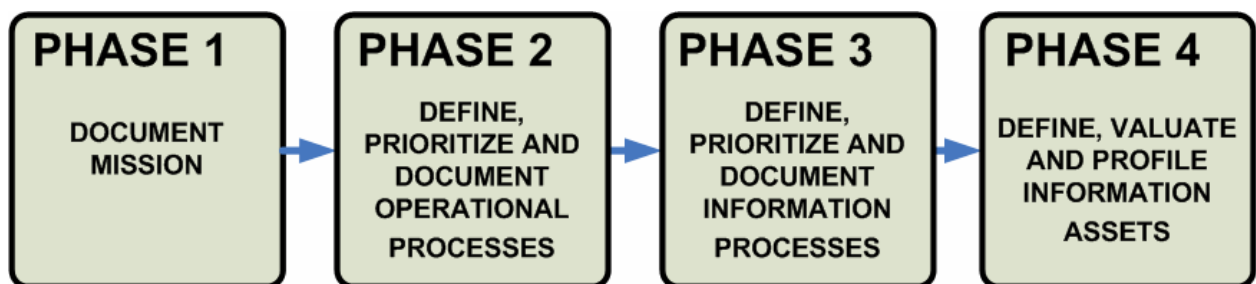 PHASE 1
DOCUMENT
MISSION
PHASE 2
DEFINE,
PRIORITIZE AND
DOCUMENT
OPERATIONAL
PROCESSES
PHASE 3
DEFINE,
PRIORITIZE AND
DOCUMENT
INFORMATION
PROCESSES
PHASE 4
DEFINE, VALUATE
AND PROFILE
INFORMATION
ASSETS